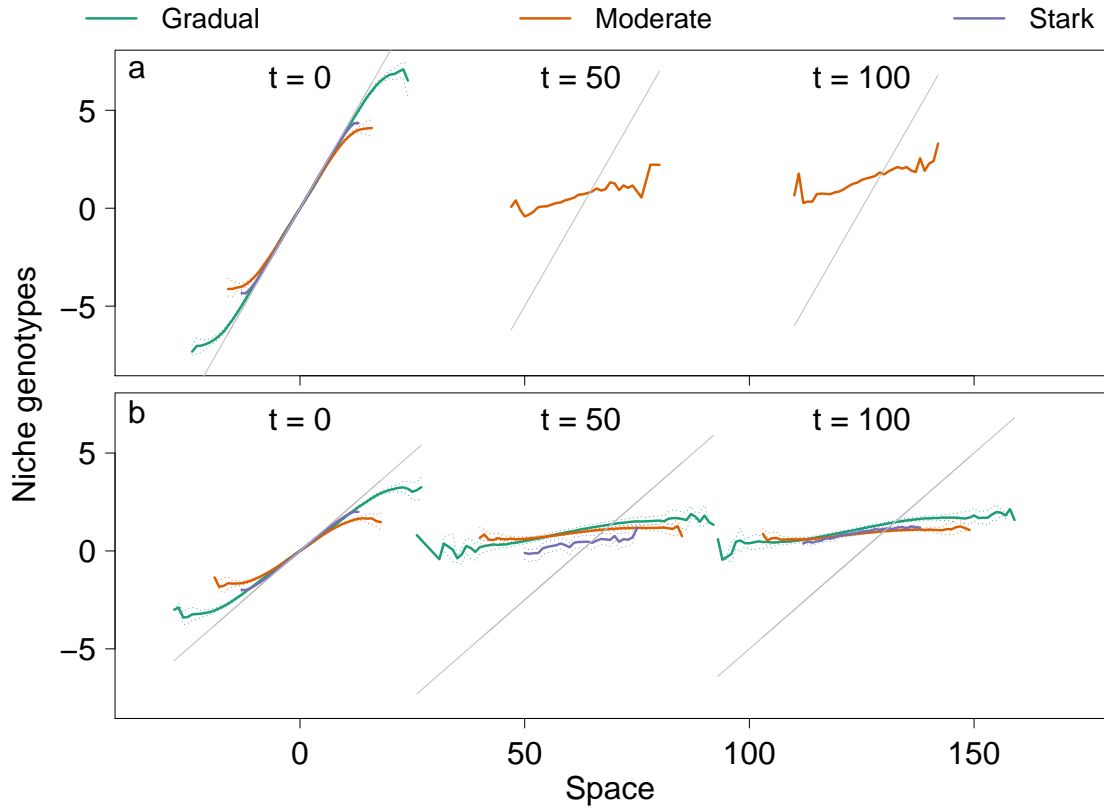 Gradual Moderate Stark
a
t = 0 t = 50 t = 100
5
0
−5
b
t = 0 t = 50 t = 100
5
0
−5
Niche genotypes
0 50 100 150
Space